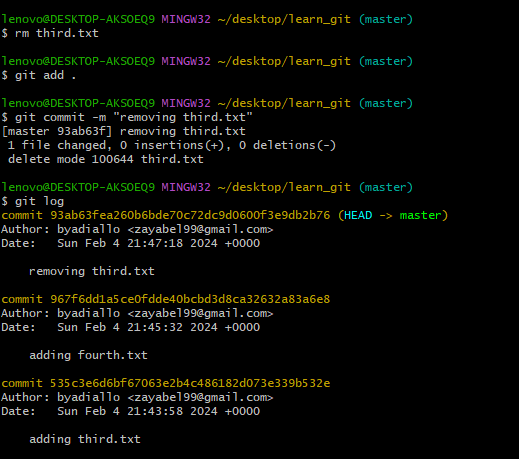 lenovo@DESKTOP-AKSOEQ9 MINGW32 ~/desktop/learn_git (master)
$ rm third.txt
lenovo@DESKTOP-AKSOEQ9 MINGW32 ~/desktop/learn_git (master)
$ git add .
lenovo@DESKTOP-AKSOEQ9 MINGW32 ~/desktop/learn_git (master)
$ git commit -m "removing third.txt"
[master 93ab63f] removing third.txt
1 file changed, 0 insertions(+), 0 deletions(-)
delete mode 100644 third.txt
lenovo@DESKTOP-AKSOEQ9 MINGW32 ~/desktop/learn_git (master)
$ git log
commit 93ab63fea260b6bde70c72dc9d0600f3e9db2b76 (HEAD -> master)
Author: byadiallo <zayabel99@gmail.com>
Date: Sun Feb 4 21:47:18 2024 +0000
removing third.txt
commit 967f6dd1a5ce0fdde40bcbd3d8ca32632a83a6e8
Author: byadiallo <zayabel99@gmail.com>
Date: Sun Feb 4 21:45:32 2024 +0000
adding fourth.txt
commit 535c3e6d6bf67063e2b4c486182d073e339b532e
Author: byadiallo <zayabel99@gmail.com>
Date: Sun Feb 4 21:43:58 2024 +0000
adding third.txt